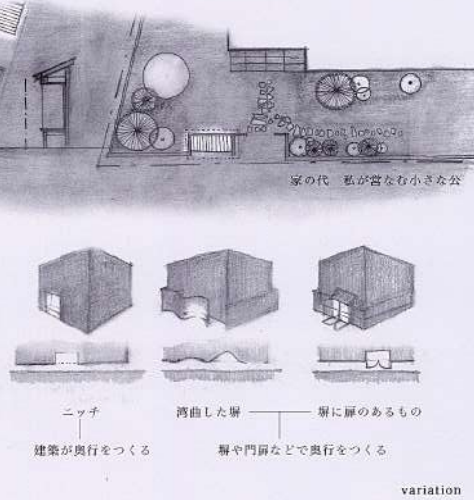 家の代　私が営なむ小さな公
ニッチ
湾曲した塀
塀に扉のあるもの
建築が奥行をつくる
塀や門扉などで奥行をつくる
variation